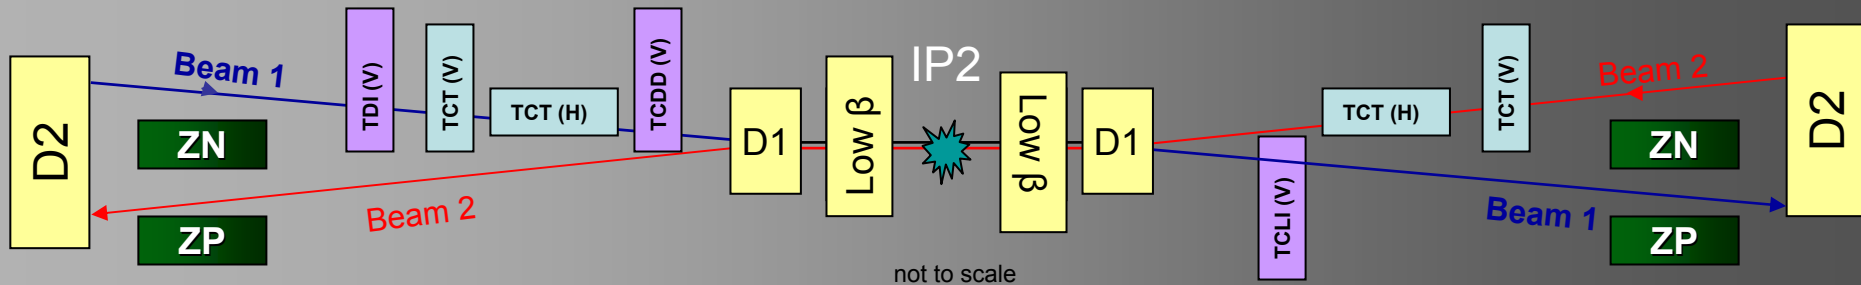 D2
Beam 1
ZN
ZP
Beam 2
TDI (V)
TCT (V)
TCT (H)
TCDD (V)
D1
Low β
IP2
Low β
D1
not to scale
TCLI (V)
TCT (H)
TCT (V)
Beam 2
Beam 1
ZN
ZP
D2